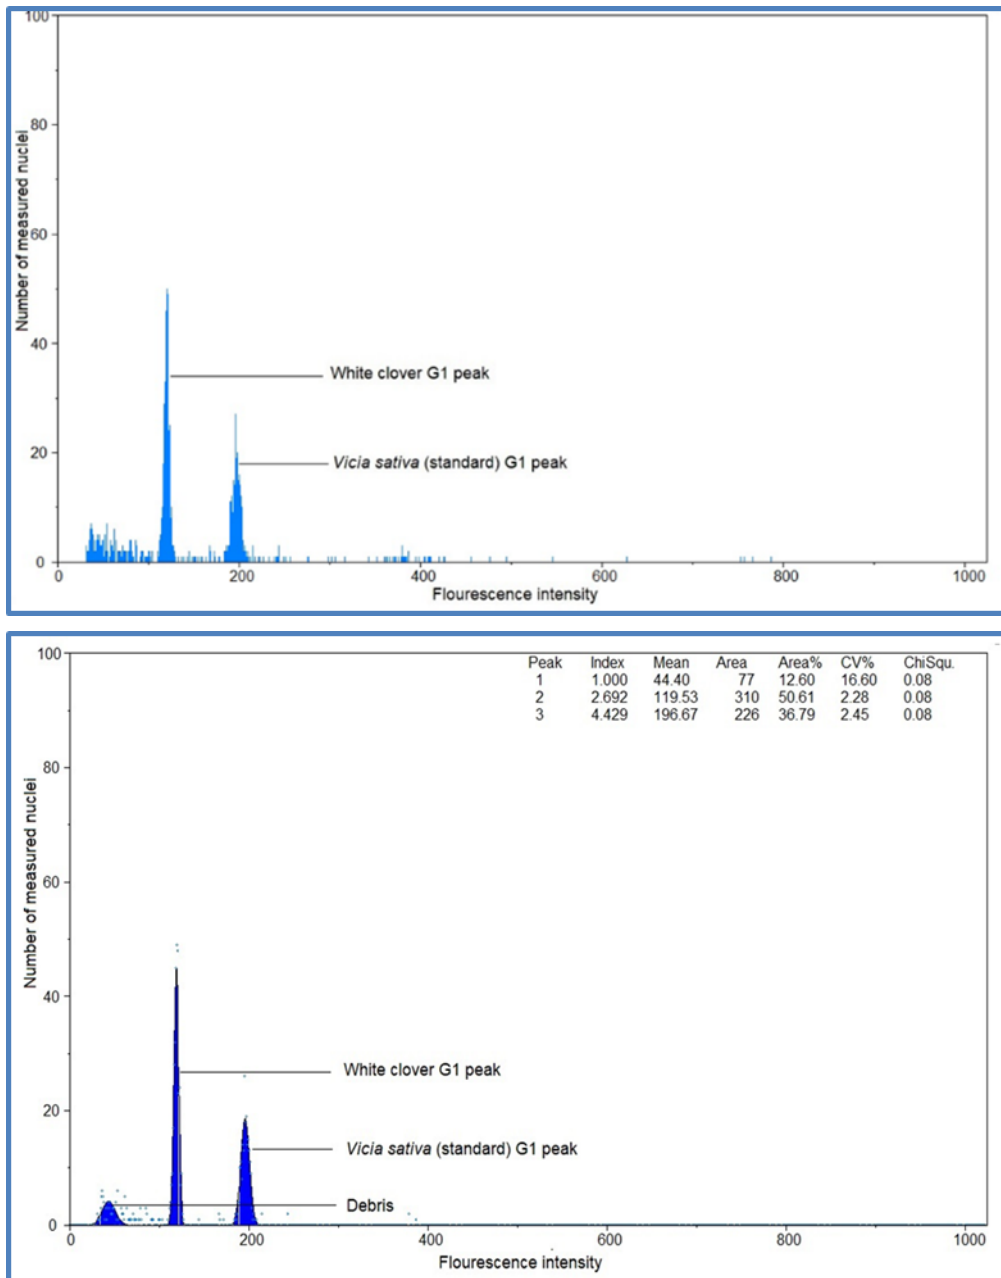 100
80
60
40
20
0
Number of measured nuclei
White clover G1 peak
Vicia sativa (standard) G1 peak
0 200 400 600 800 1000
Flourescence intensity
100
80
60
40
20
0
Number of measured nuclei
Peak Index Mean Area Area% CV% ChiSqu.
1 1.000 44.40 77 12.60 16.60 0.08
2 2.692 119.53 310 50.61 2.28 0.08
3 4.429 196.67 226 36.79 2.45 0.08
White clover G1 peak
Vicia sativa (standard) G1 peak
Debris
0 200 400 600 800 1000
Flourescence intensity